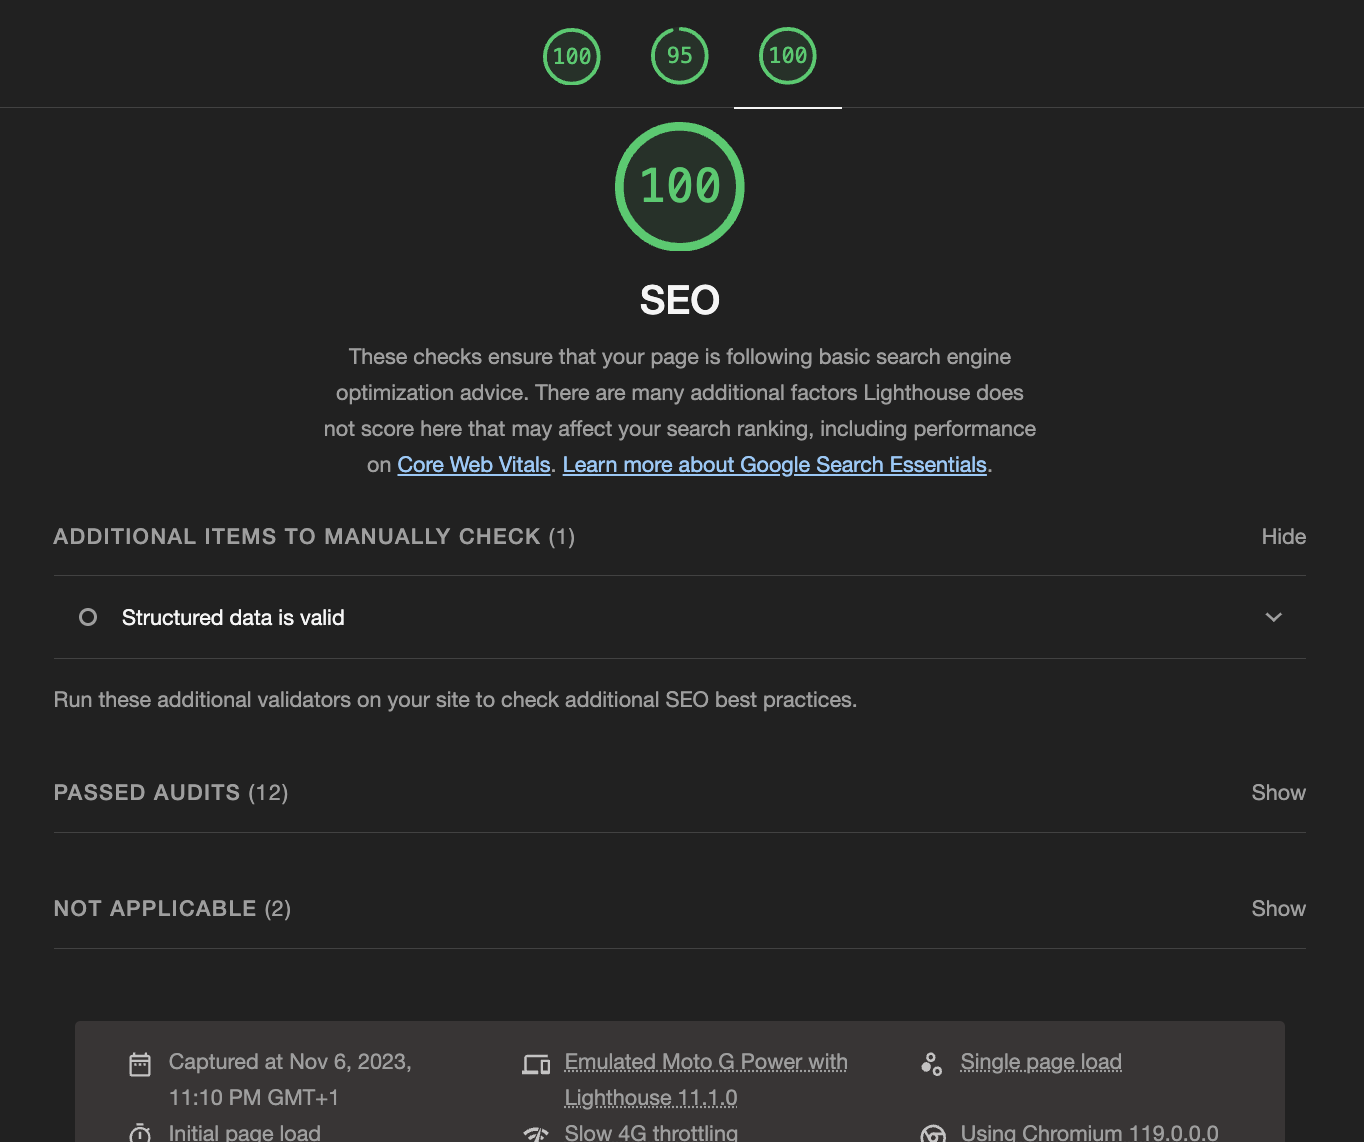 100 95 100
100
SEO
These checks ensure that your page is following basic search engine
optimization advice. There are many additional factors Lighthouse does
not score here that may affect your search ranking, including performance
on Core Web Vitals. Learn more about Google Search Essentials.
ADDITIONAL ITEMS TO MANUALLY CHECK (1) Hide
Structured data is valid
Run these additional validators on your site to check additional SEO best practices.
PASSED AUDITS (12) Show
NOT APPLICABLE (2) Show
Captured at Nov 6, 2023,
11:10 PM GMT+1
Emulated Moto G Power with
Lighthouse 11.1.0
Single page load
Initial page load
Slow 4G throttling
Using Chromium 119.0.0.0